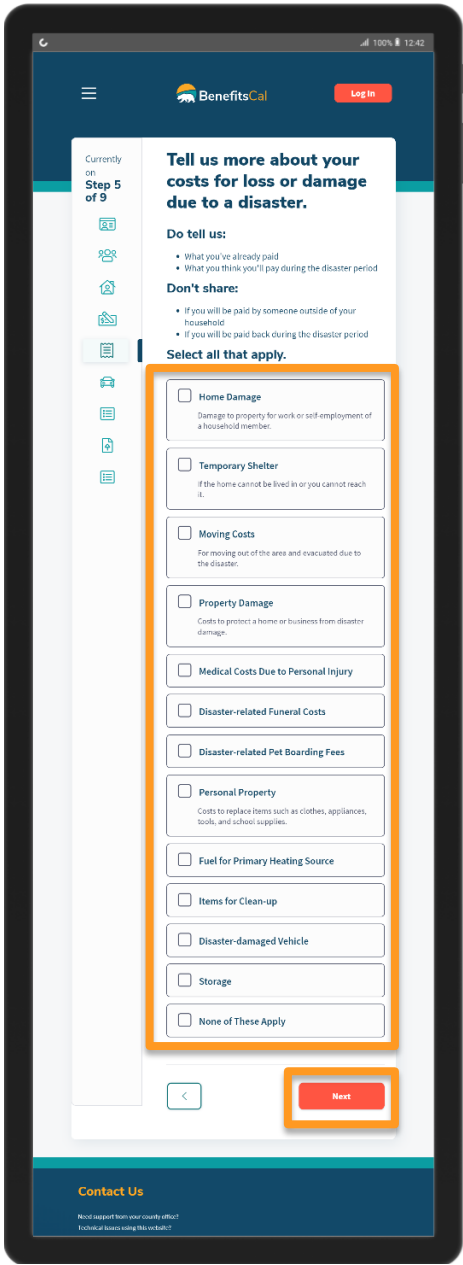 100% 12:42
BenefitsCal
Log In
Currently
on
Step 5
of 9
Tell us more about your
costs for loss or damage
due to a disaster.
Do tell us:
• What you've already paid
• What you think you'll pay during the disaster period
Don't share:
• If you will be paid by someone outside of your
household
• If you will be paid back during the disaster period
Select all that apply.
Home Damage
Damage to property for work or self-employment of
a household member.
Temporary Shelter
If the home cannot be lived in or you cannot reach
it.
Moving Costs
For moving out of the area and evacuated due to
the disaster.
Property Damage
Costs to protect a home or business from disaster
damage.
Medical Costs Due to Personal Injury
Disaster-related Funeral Costs
Disaster-related Pet Boarding Fees
Personal Property
Costs to replace items such as clothes, appliances,
tools, and school supplies.
Fuel for Primary Heating Source
Items for Clean-up
Disaster-damaged Vehicle
Storage
None of These Apply
Next
Contact Us
Need support from your county office?
Technical issues using this website?